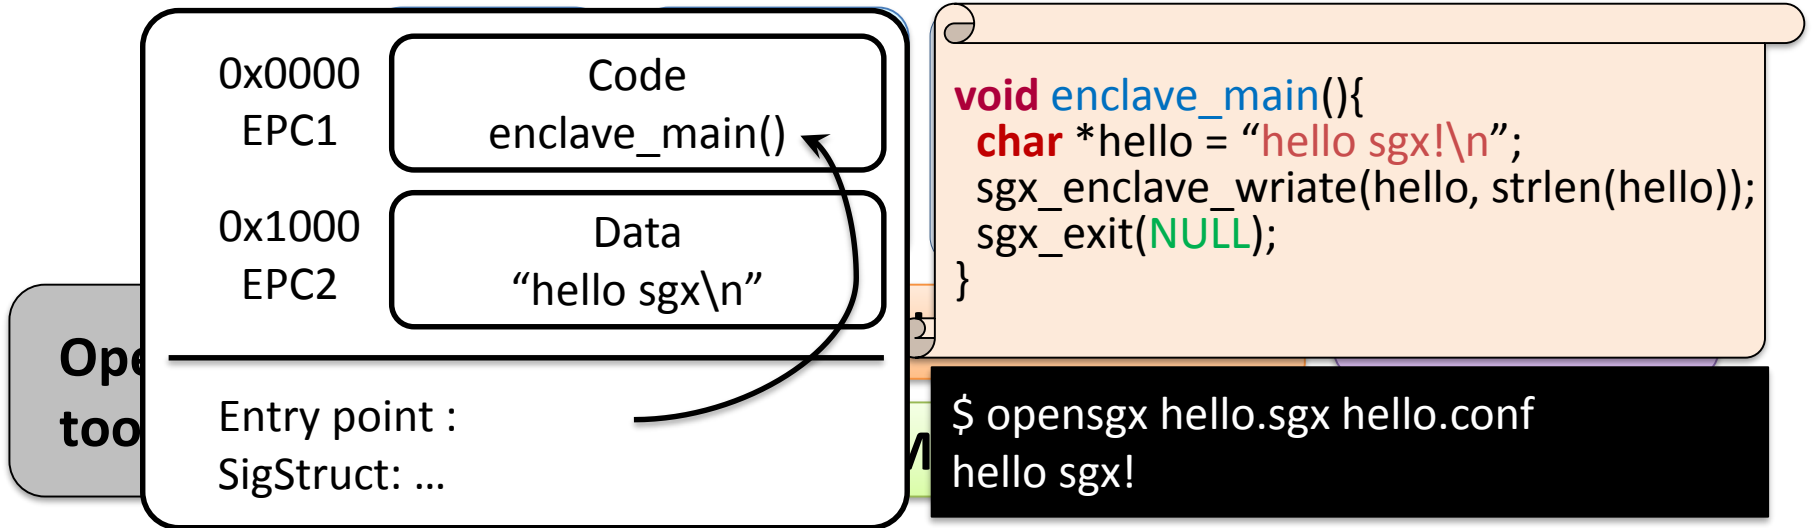 0x0000
EPC1
Code
enclave_main()
0x1000
EPC2
Data
“hello sgx\n”
Entry point :
SigStruct: ...
void enclave_main(){
char *hello = “hello sgx!\n”;
sgx_enclave_wriate(hello, strlen(hello));
sgx_exit(NULL);
}
$ opensgx hello.sgx hello.conf
hello sgx!